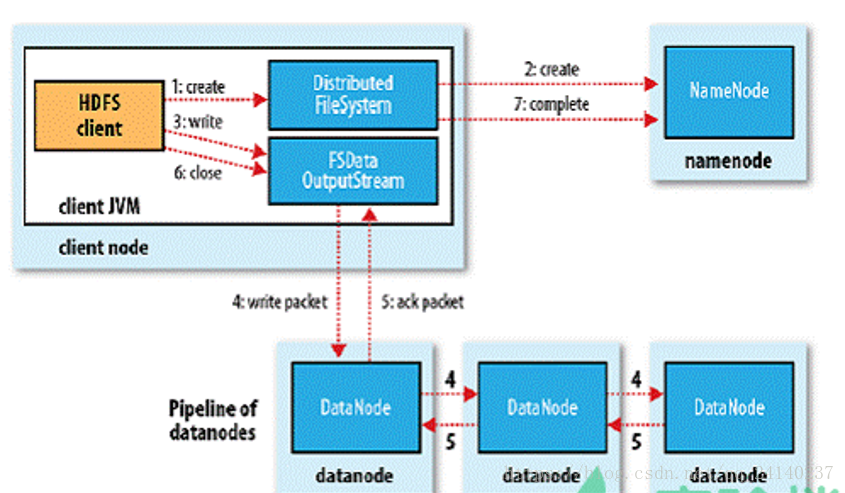 HDFS
client
1: create
3: write
6: close
Distributed
FileSystem
FSData
OutputStream
client JVM
client node
2: create
7: complete
NameNode
namenode
4: write packet
5: ack packet
Pipeline of
datanodes
DataNode
4
5
DataNode
4
5
DataNode
datanode
datanode
datanode